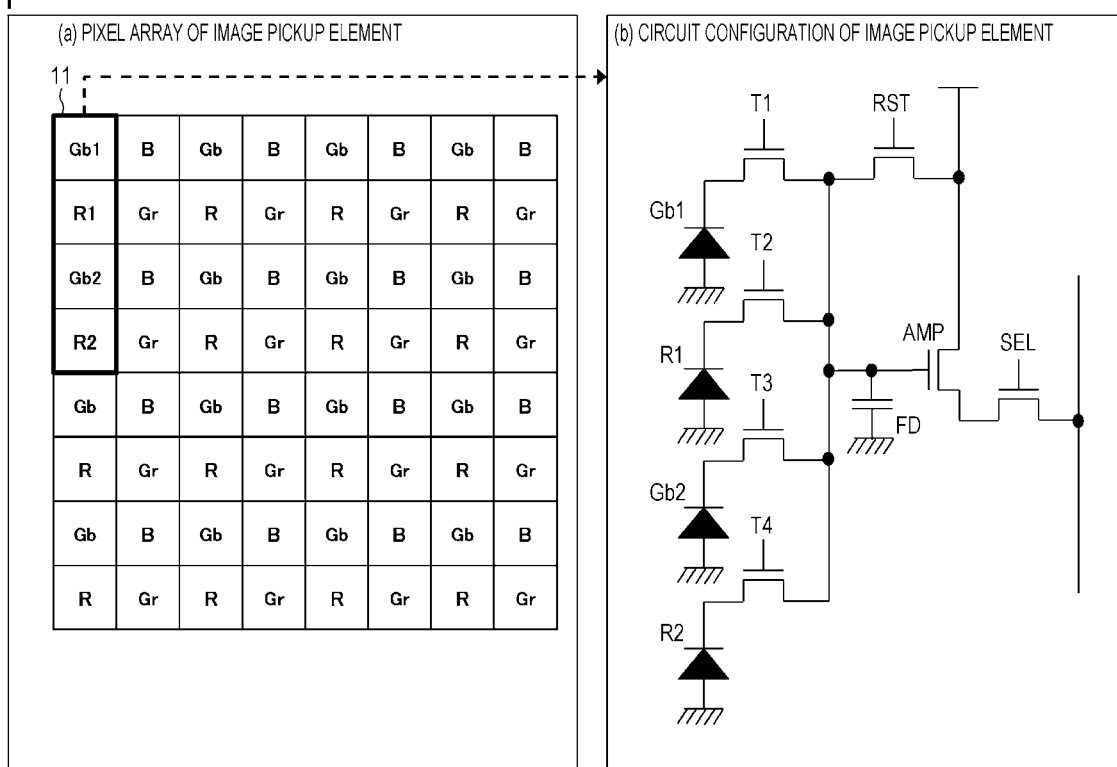 (a) PIXEL ARRAY OF IMAGE PICKUP ELEMENT
11
Gb1 B Gb B Gb B Gb B
R1 Gr R Gr R Gr R Gr
Gb2 B Gb B Gb B Gb B
R2 Gr R Gr R Gr R Gr
Gb B Gb B Gb B Gb B
R Gr R Gr R Gr R Gr
Gb B Gb B Gb B Gb B
R Gr R Gr R Gr R Gr
(b) CIRCUIT CONFIGURATION OF IMAGE PICKUP ELEMENT
T1 RST
Gb1
T2
AMP SEL
R1
T3
FD
Gb2
T4
R2